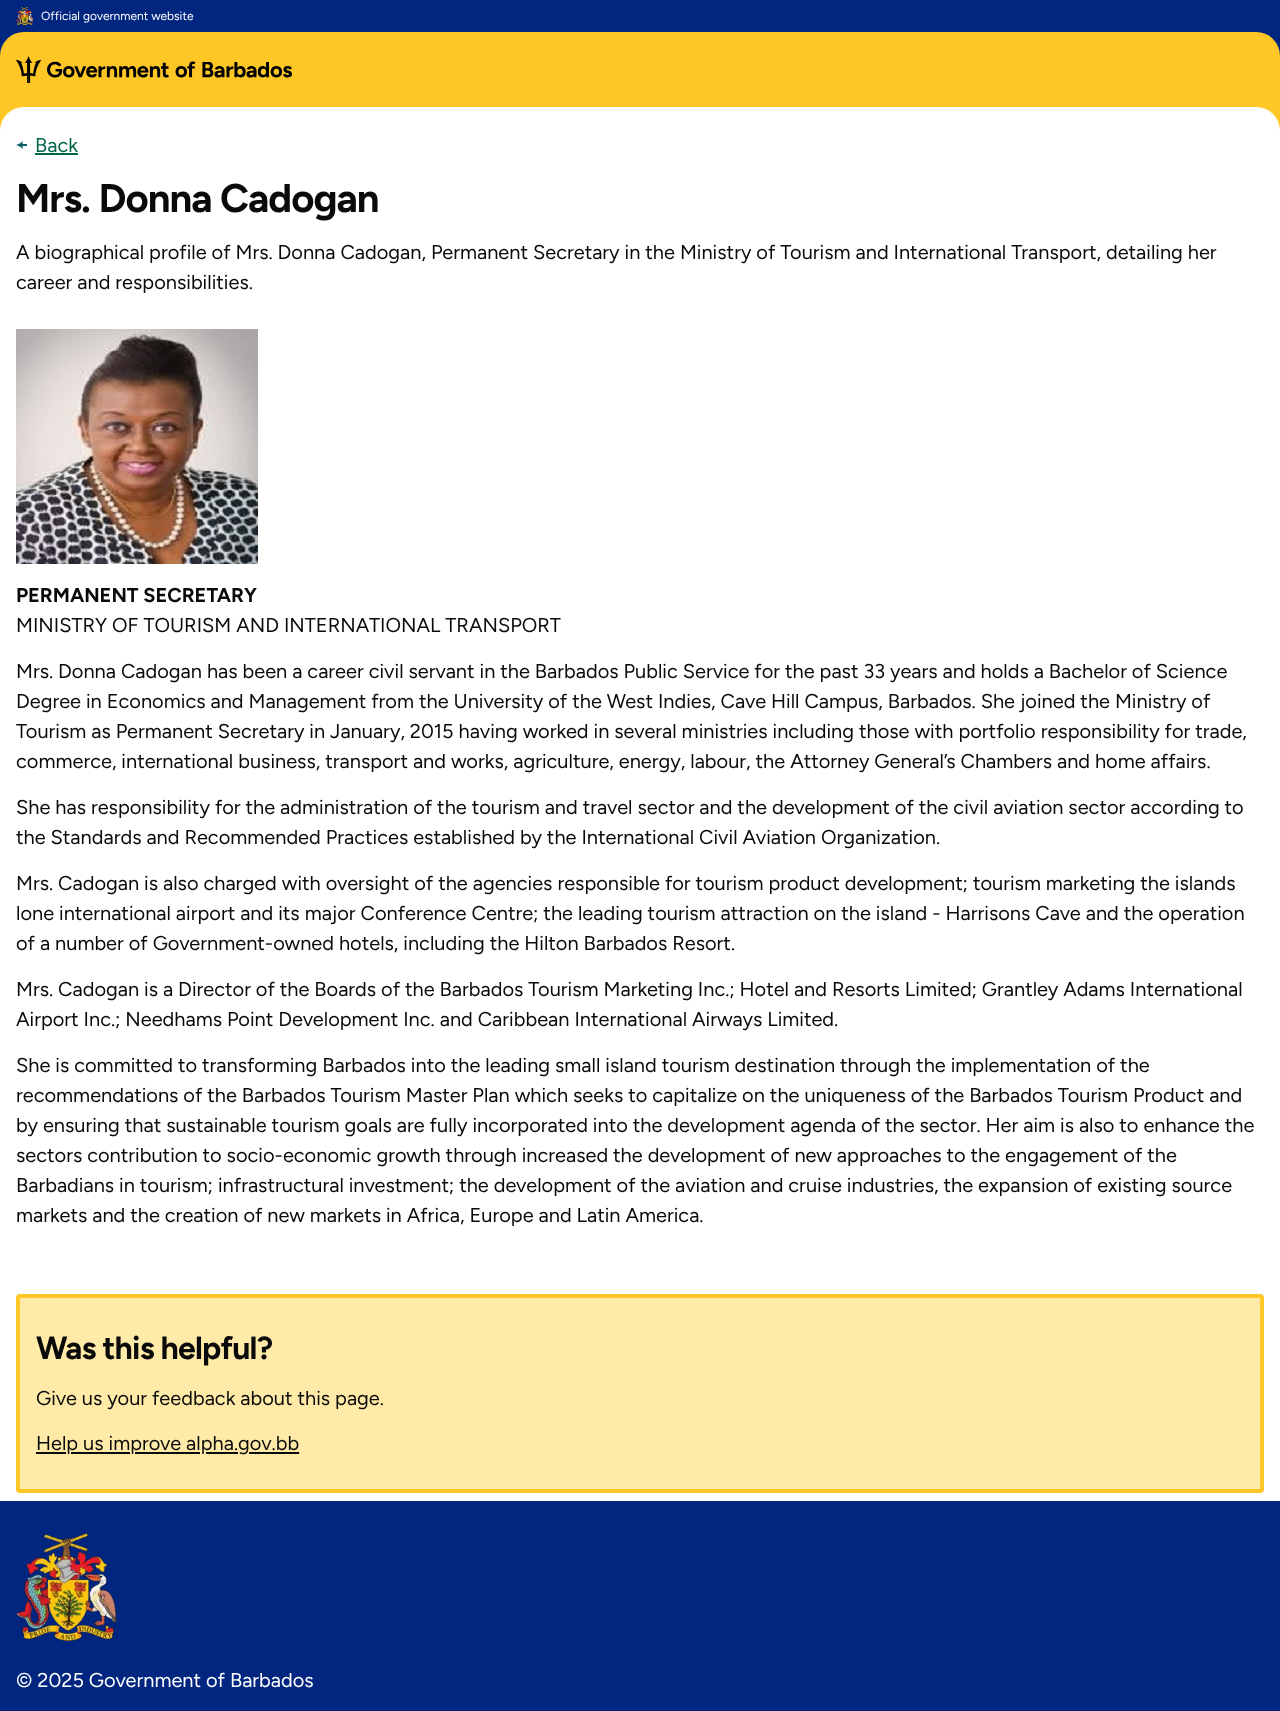 Official government website
Government of Barbados
Back
Mrs. Donna Cadogan
A biographical profile of Mrs. Donna Cadogan, Permanent Secretary in the Ministry of Tourism and International Transport, detailing her
career and responsibilities.
PERMANENT SECRETARY
MINISTRY OF TOURISM AND INTERNATIONAL TRANSPORT
Mrs. Donna Cadogan has been a career civil servant in the Barbados Public Service for the past 33 years and holds a Bachelor of Science
Degree in Economics and Management from the University of the West Indies, Cave Hill Campus, Barbados. She joined the Ministry of
Tourism as Permanent Secretary in January, 2015 having worked in several ministries including those with portfolio responsibility for trade,
commerce, international business, transport and works, agriculture, energy, labour, the Attorney General’s Chambers and home affairs.
She has responsibility for the administration of the tourism and travel sector and the development of the civil aviation sector according to
the Standards and Recommended Practices established by the International Civil Aviation Organization.
Mrs. Cadogan is also charged with oversight of the agencies responsible for tourism product development; tourism marketing the islands
lone international airport and its major Conference Centre; the leading tourism attraction on the island - Harrisons Cave and the operation
of a number of Government-owned hotels, including the Hilton Barbados Resort.
Mrs. Cadogan is a Director of the Boards of the Barbados Tourism Marketing Inc.; Hotel and Resorts Limited; Grantley Adams International
Airport Inc.; Needhams Point Development Inc. and Caribbean International Airways Limited.
She is committed to transforming Barbados into the leading small island tourism destination through the implementation of the
recommendations of the Barbados Tourism Master Plan which seeks to capitalize on the uniqueness of the Barbados Tourism Product and
by ensuring that sustainable tourism goals are fully incorporated into the development agenda of the sector. Her aim is also to enhance the
sectors contribution to socio-economic growth through increased the development of new approaches to the engagement of the
Barbadians in tourism; infrastructural investment; the development of the aviation and cruise industries, the expansion of existing source
markets and the creation of new markets in Africa, Europe and Latin America.
Was this helpful?
Give us your feedback about this page.
Help us improve alpha.gov.bb
PRIDE AND INDUSTRY
© 2025 Government of Barbados